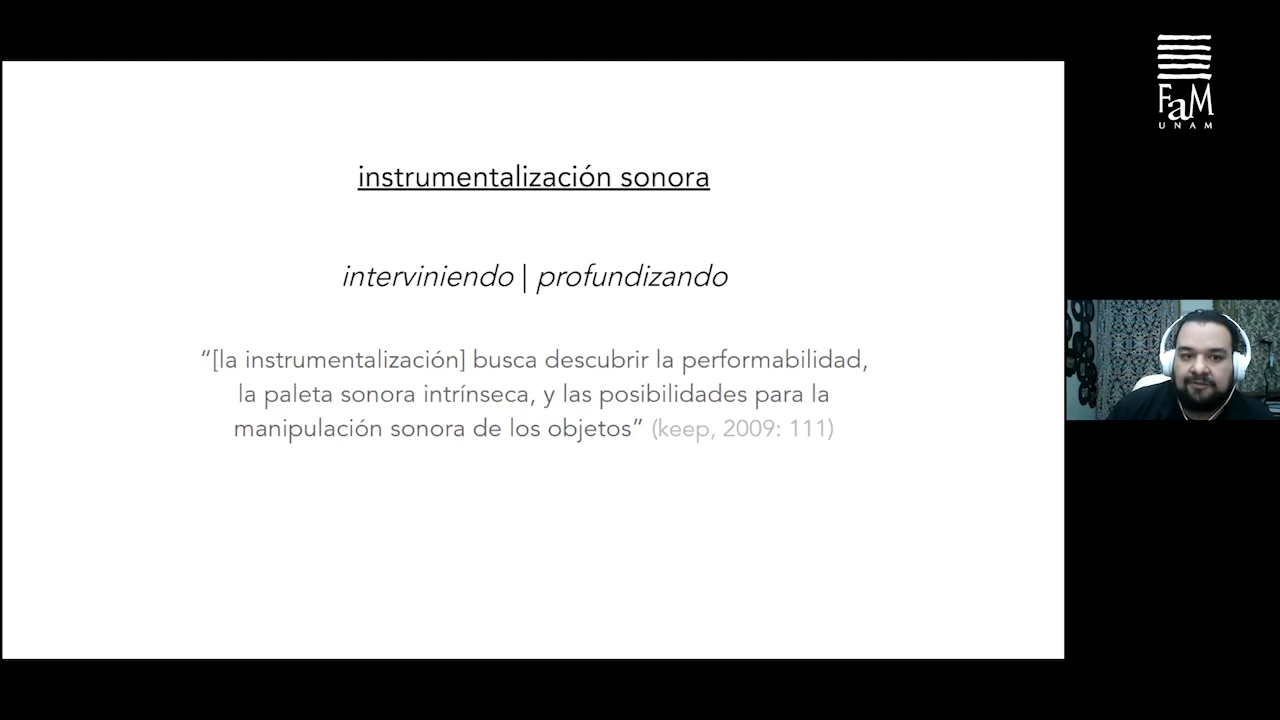 instrumentalización sonora
interviniendo | profundizando
“[la instrumentalización] busca descubrir la performabilidad,
la paleta sonora intrínseca, y las posibilidades para la
manipulación sonora de los objetos” (keep, 2009: 111)
FaM
UNAM